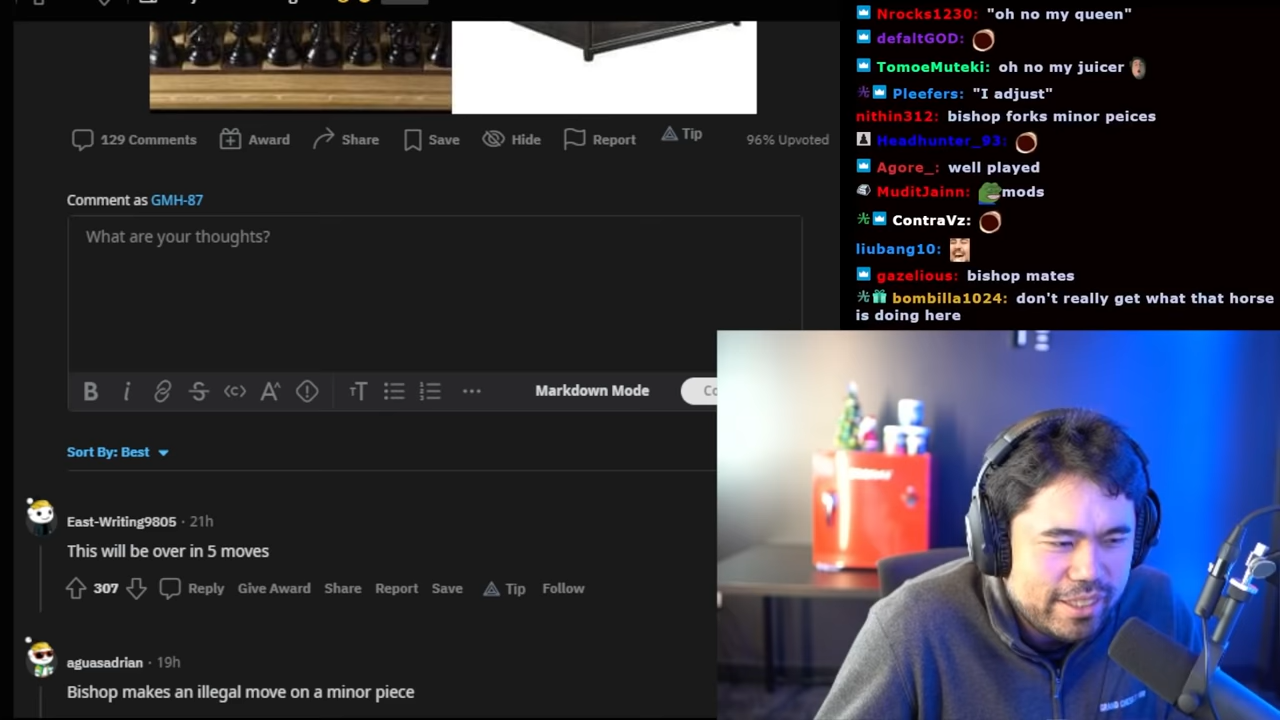 129 Comments Award Share Save Hide Report Tip 96% Upvoted
Comment as GMH-87
What are your thoughts?
B i Markdown Mode Co
Sort By: Best
East-Writing9805 · 21h
This will be over in 5 moves
307 Reply Give Award Share Report Save Tip Follow
aguasadrian · 19h
Bishop makes an illegal move on a minor piece
Nrocks1230: "oh no my queen"
defaltGOD:
TomoeMuteki: oh no my juicer
Pleefers: "I adjust"
nithin312: bishop forks minor peices
Headhunter_93:
Agore_: well played
MuditJainn: mods
ContraVz:
liubang10:
gazelious: bishop mates
bombilla1024: don't really get what that horse
is doing here